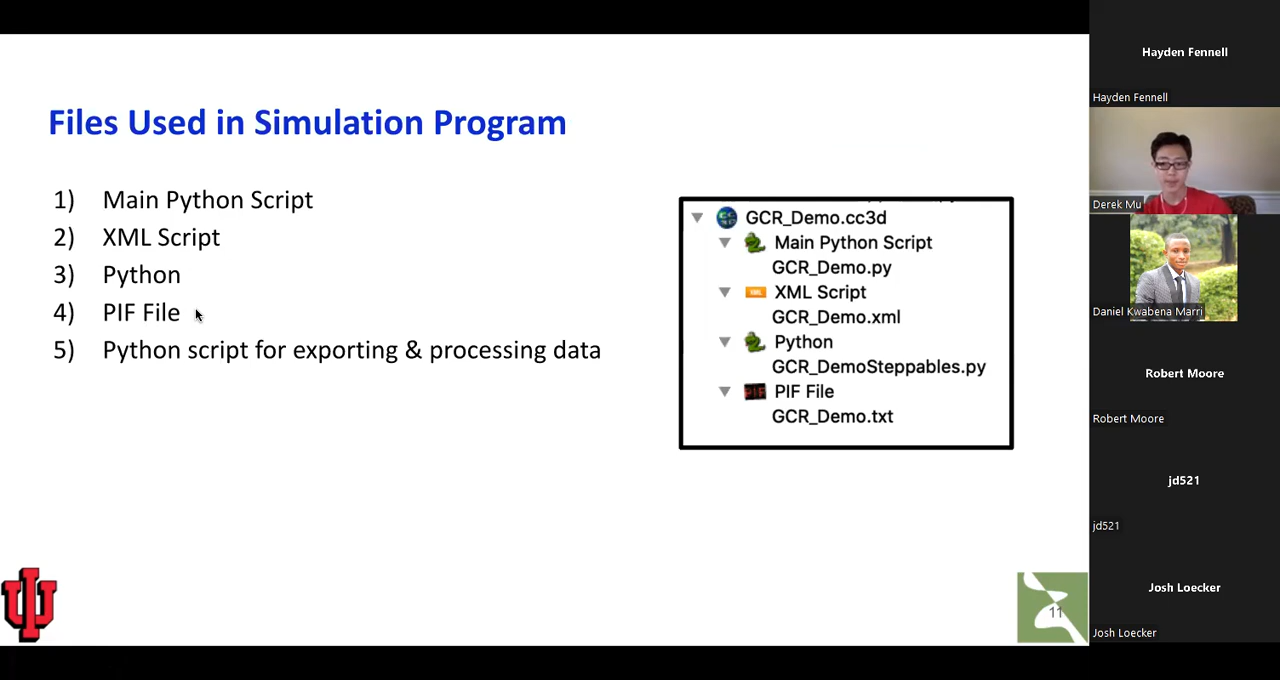 Files Used in Simulation Program
1) Main Python Script
2) XML Script
3) Python
4) PIF File
5) Python script for exporting & processing data
GCR_Demo.cc3d
Main Python Script
GCR_Demo.py
XML
XML Script
GCR_Demo.xml
Python
GCR_DemoSteppables.py
PIF
PIF File
GCR_Demo.txt
11
Hayden Fennell
Hayden Fennell
Derek Mu
Daniel Kwabena Marri
Robert Moore
Robert Moore
jd521
jd521
Josh Loecker
Josh Loecker